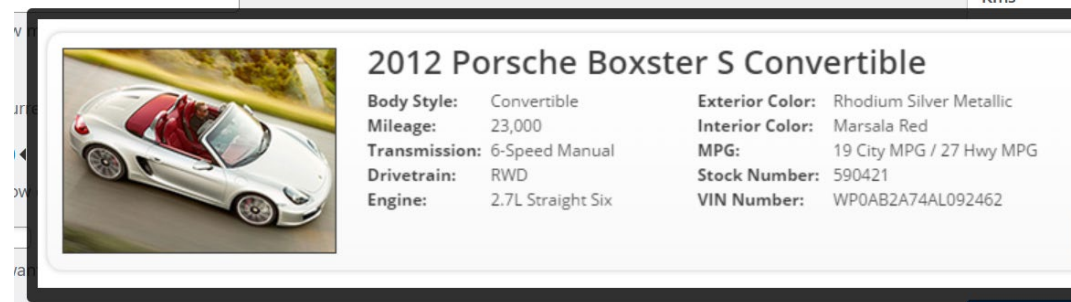 2012 Porsche Boxster S Convertible
Body Style: Convertible
Mileage: 23,000
Transmission: 6-Speed Manual
Drivetrain: RWD
Engine: 2.7L Straight Six
Exterior Color: Rhodium Silver Metallic
Interior Color: Marsala Red
MPG: 19 City MPG / 27 Hwy MPG
Stock Number: 590421
VIN Number: WP0AB2A74AL092462